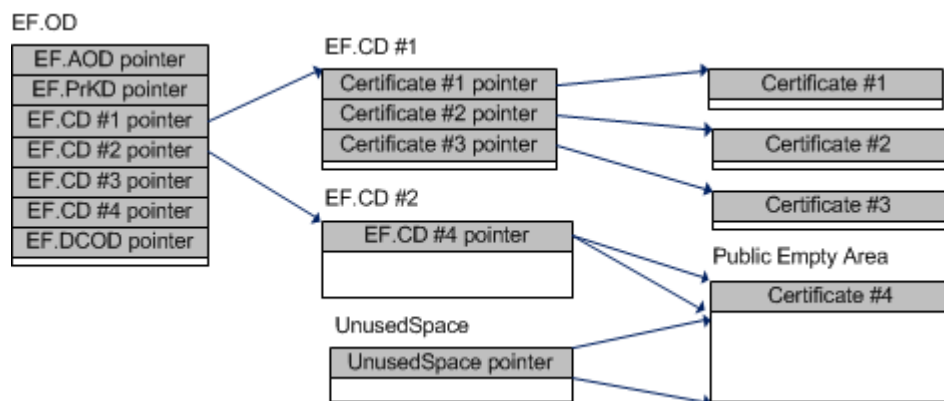 EF.OD
EF.AOD pointer
EF.PrKD pointer
EF.CD #1 pointer
EF.CD #2 pointer
EF.CD #3 pointer
EF.CD #4 pointer
EF.DCOD pointer
EF.CD #1
Certificate #1 pointer
Certificate #2 pointer
Certificate #3 pointer
EF.CD #2
EF.CD #4 pointer
UnusedSpace
UnusedSpace pointer
Certificate #1
Certificate #2
Certificate #3
Public Empty Area
Certificate #4